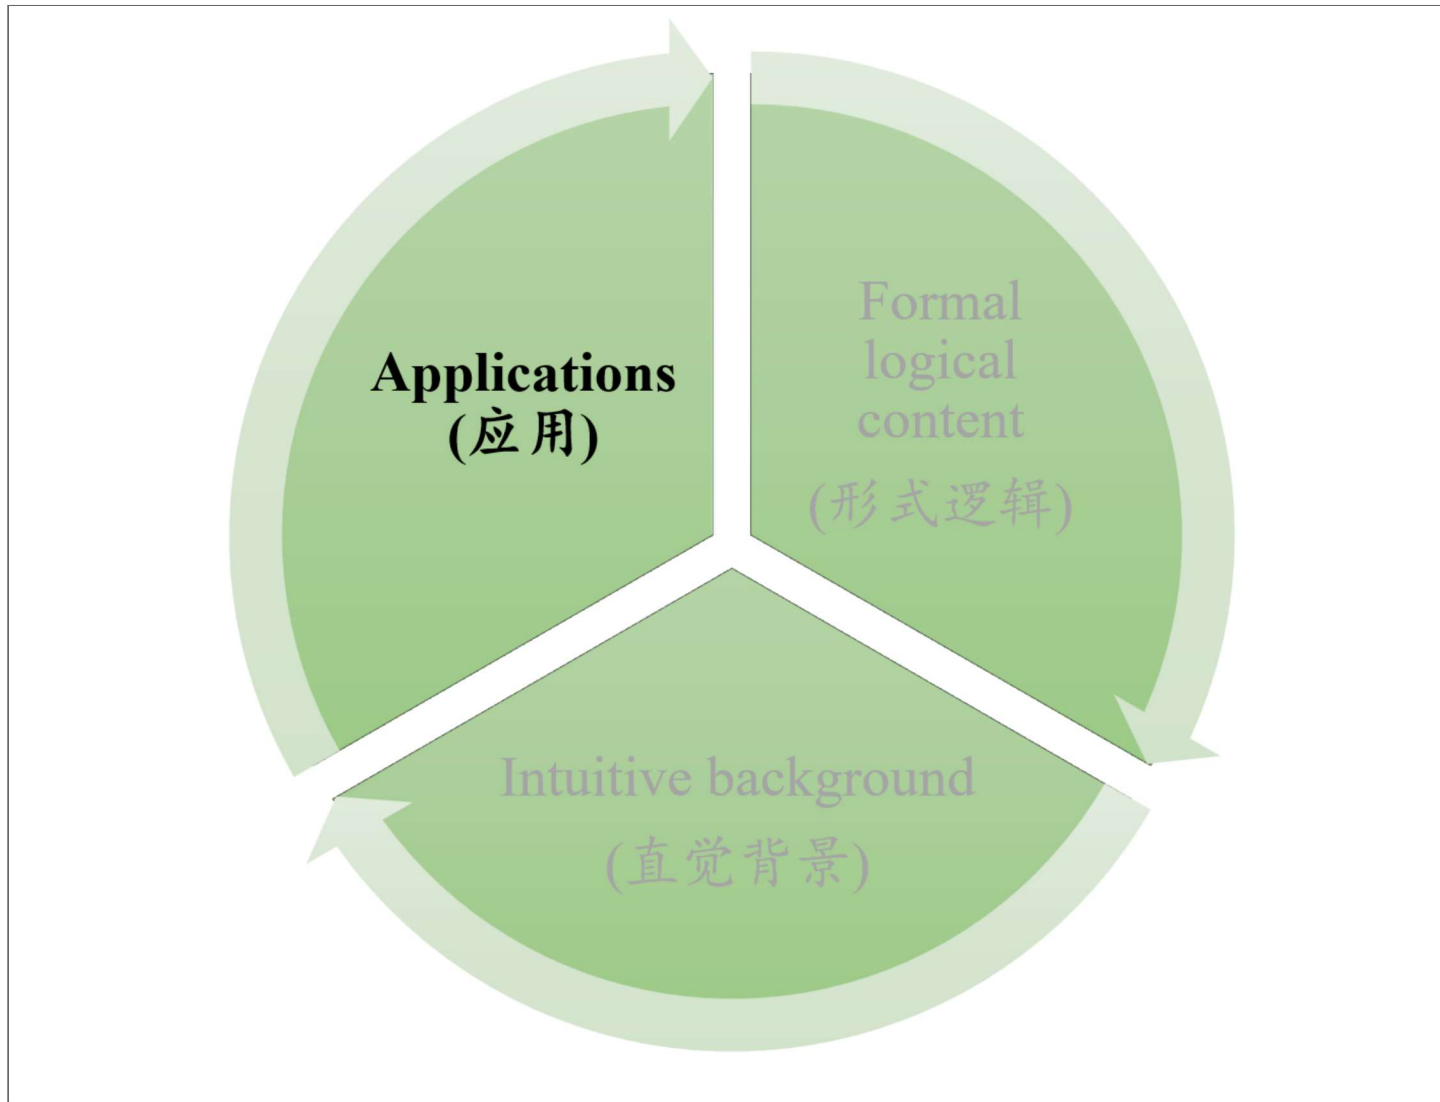 Applications
(应用)
Formal
logical
content
(形式逻辑)
Intuitive background
(直觉背景)